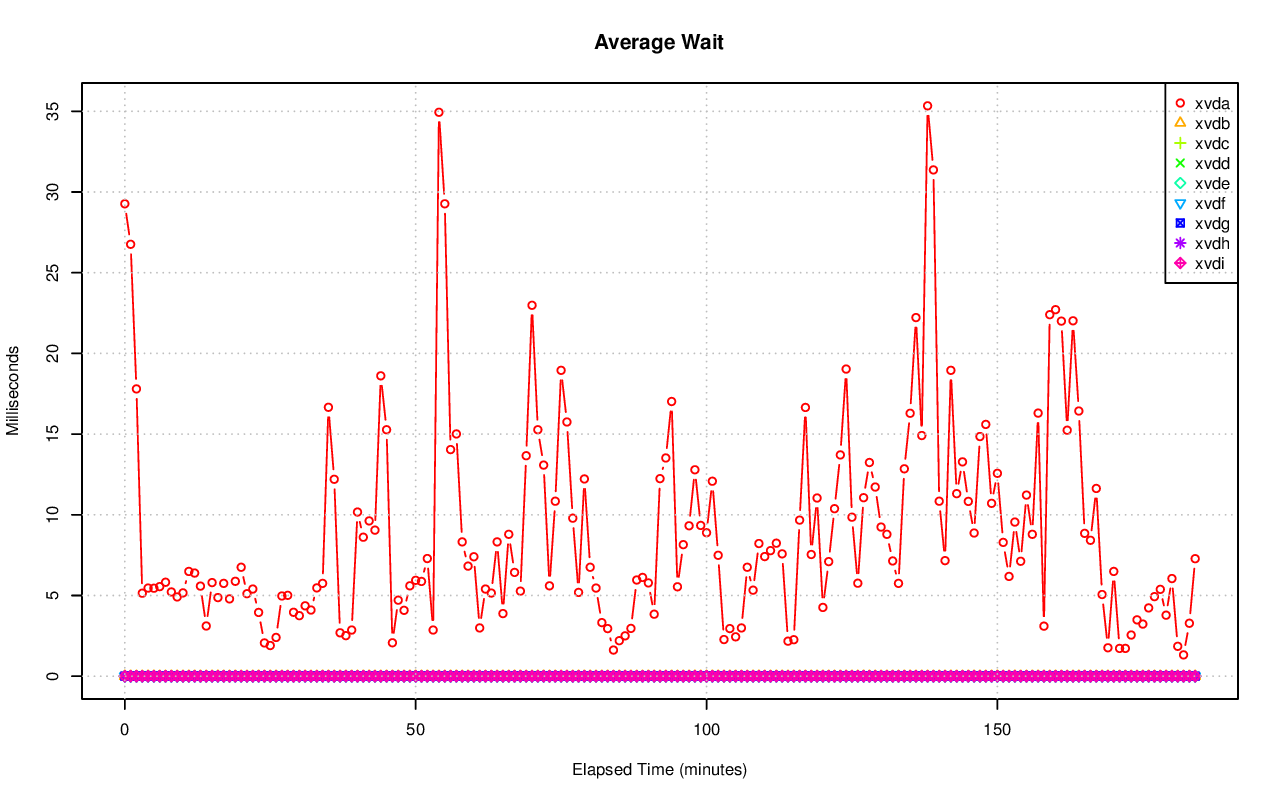 Average Wait
Milliseconds
35
30
25
20
15
10
5
0
xvda
xvdb
xvdc
xvdd
xvde
xvdf
xvdg
xvdh
xvdi
0 50 100 150
Elapsed Time (minutes)